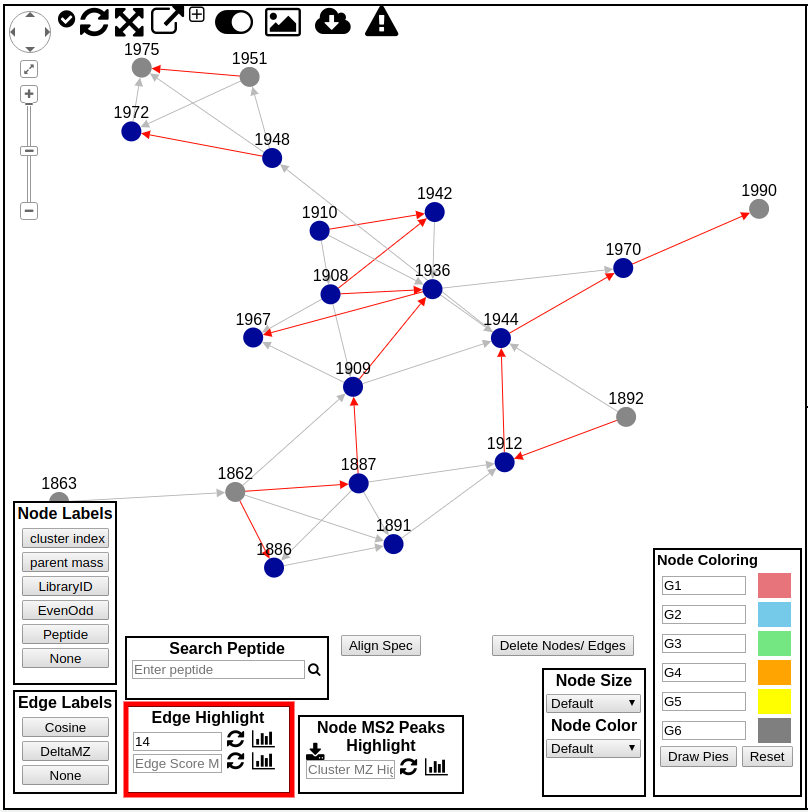 1975
1951
1972
1948
1942
1990
1910
1970
1936
1908
1967
1944
1909
1892
1912
1887
1862
1863
1891
1886
Node Labels
cluster index
parent mass
LibraryID
EvenOdd
Peptide
None
Edge Labels
Cosine
DeltaMZ
None
Search Peptide
Enter peptide
Edge Highlight
14
Edge Score M
Align Spec
Node MS2 Peaks
Highlight
Cluster MZ Hig
Delete Nodes/ Edges
Node Size
Default
Node Color
Default
Node Coloring
G1
G2
G3
G4
G5
G6
Draw Pies
Reset